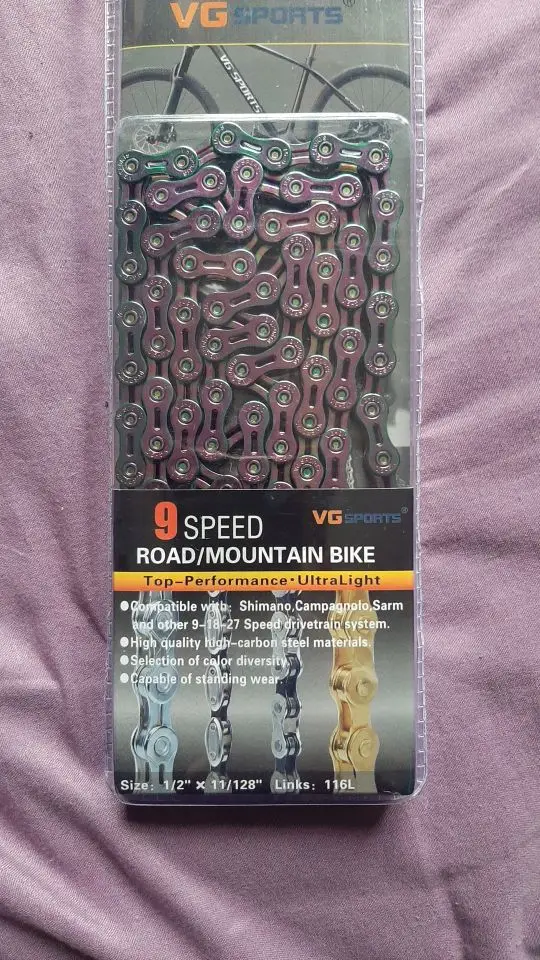 VG SPORTS®
VG SPORTS
9 SPEED
VG SPORTS®
ROAD/MOUNTAIN BIKE
Top-Performance·UltraLight
●Compatible with: Shimano,Campagnolo,Sarm
and other 9-18-27 Speed drivetrain system.
●High quality high-carbon steel materials.
●Selection of color diversity.
●Capable of standing wear.
Size: 1/2" × 11/128" Links: 116L